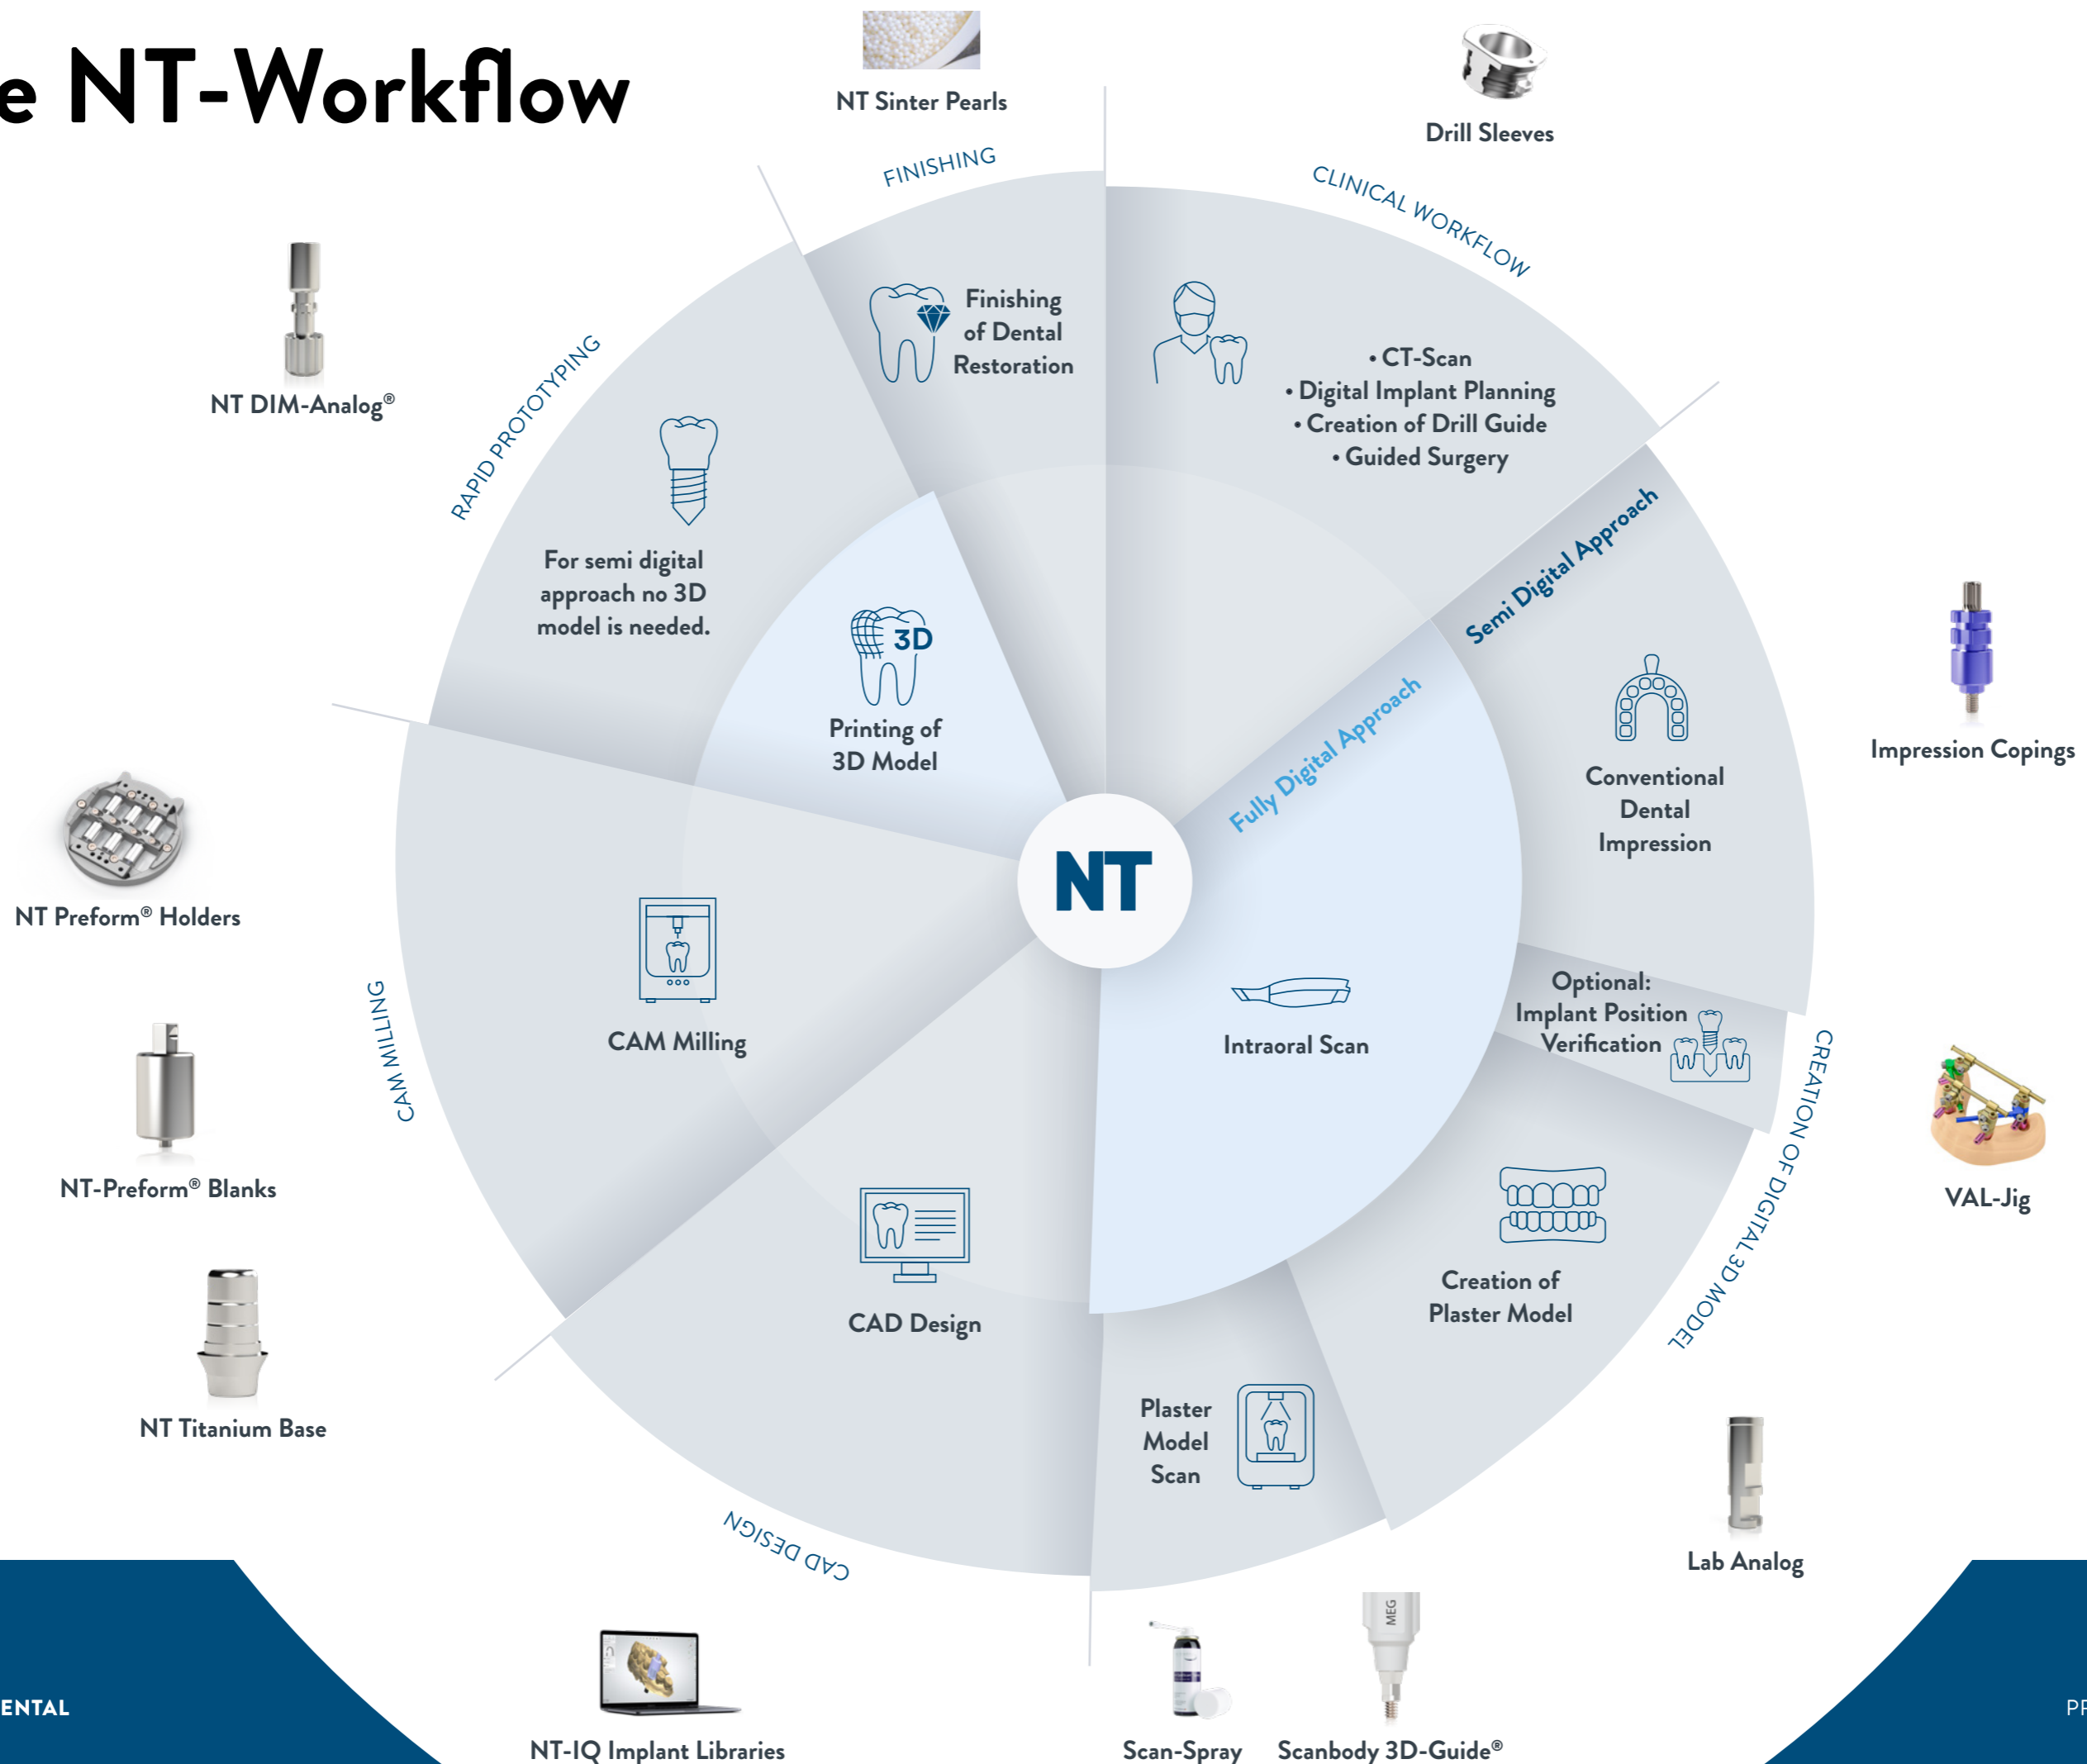 e NT-Workflow
NT Sinter Pearls
Drill Sleeves
FINISHING
CLINICAL WORKFLOW
Finishing
of Dental
Restoration
• CT-Scan
• Digital Implant Planning
• Creation of Drill Guide
• Guided Surgery
NT DIM-Analog®
RAPID PROTOTYPING
For semi digital
approach no 3D
model is needed.
3D
Printing of
3D Model
Semi Digital Approach
Fully Digital Approach
Conventional
Dental
Impression
Impression Copings
NT
NT Preform® Holders
CAM MILLING
CAM Milling
Intraoral Scan
Optional:
Implant Position
Verification
CREATION OF DIGITAL 3D MODEL
VAL-Jig
NT-Preform® Blanks
Creation of
Plaster Model
CAD Design
NT Titanium Base
Plaster
Model
Scan
CAD DESIGN
Lab Analog
MEG
NT-IQ Implant Libraries
Scan-Spray
Scanbody 3D-Guide®
ENTAL
PR